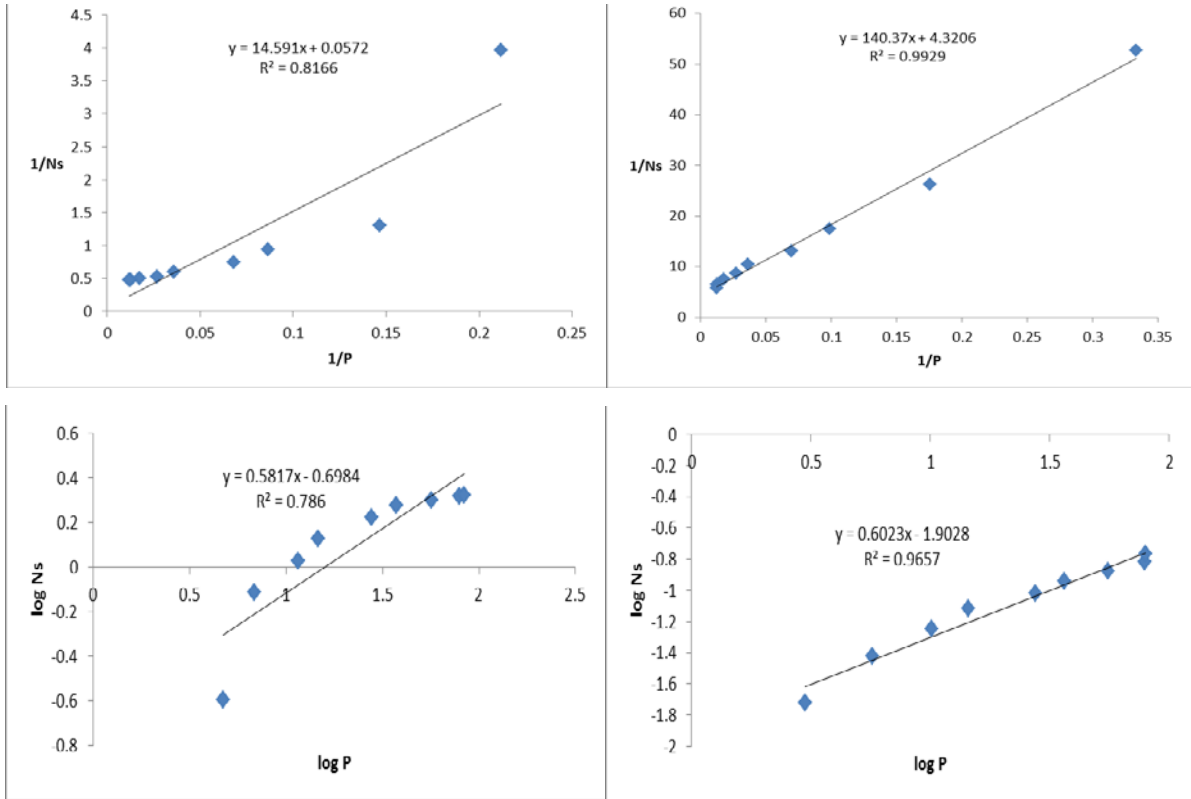 4.5
4
3.5
3
2.5
2
1.5
1
0.5
0
1/Ns
y = 14.591x + 0.0572
R² = 0.8166
0 0.05 0.1 0.15 0.2 0.25
1/P
60
50
40
30
20
10
0
1/Ns
y = 140.37x + 4.3206
R² = 0.9929
0 0.05 0.1 0.15 0.2 0.25 0.3 0.35
1/P
0.6
0.4
0.2
0
-0.2
-0.4
-0.6
-0.8
log Ns
y = 0.5817x - 0.6984
R² = 0.786
0 0.5 1 1.5 2 2.5
log P
0
-0.2
-0.4
-0.6
-0.8
-1
-1.2
-1.4
-1.6
-1.8
-2
log Ns
0 0.5 1 1.5 2
y = 0.6023x - 1.9028
R² = 0.9657
log P